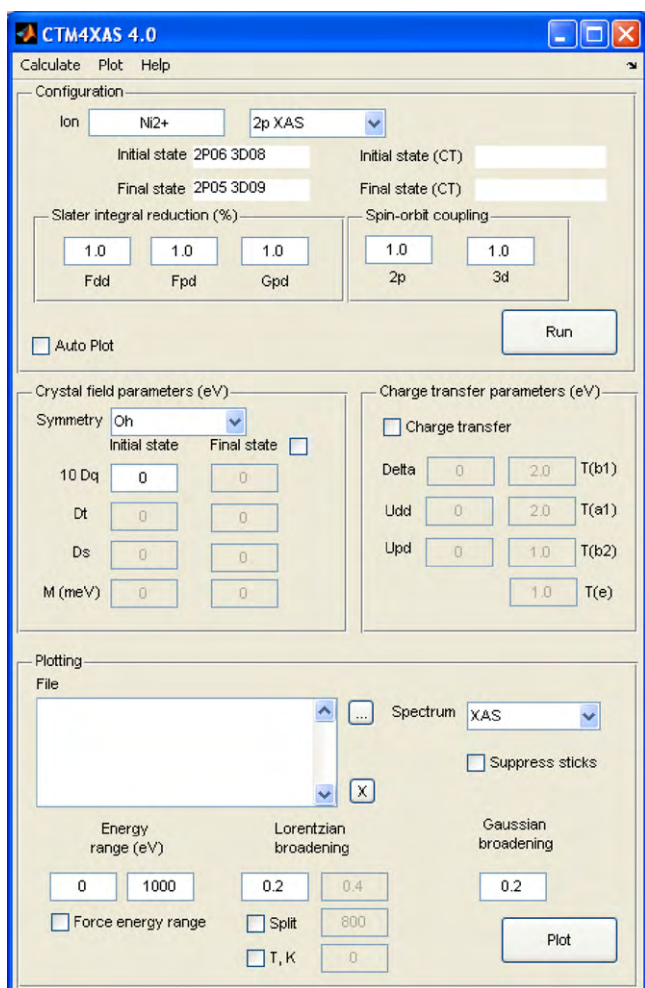 CTM4XAS 4.0
Calculate Plot Help
Configuration
Ion Ni2+ 2p XAS
Initial state 2P06 3D08 Initial state (CT)
Final state 2P05 3D09 Final state (CT)
Slater integral reduction (%) Spin-orbit coupling
1.0 1.0 1.0 1.0 1.0
Fdd Fpd Gpd 2p 3d
Auto Plot Run
Crystal field parameters (eV) Charge transfer parameters (eV)
Symmetry Oh Charge transfer
Initial state Final state
10 Dq 0 0 Delta 0 2.0 T(b1)
Dt 0 0 Udd 0 2.0 T(a1)
Ds 0 0 Upd 0 1.0 T(b2)
M (meV) 0 0 1.0 T(e)
Plotting
File
... Spectrum XAS
Suppress sticks
X
Energy Lorentzian Gaussian
range (eV) broadening broadening
0 1000 0.2 0.4 0.2
Force energy range Split 800
T, K 0 Plot